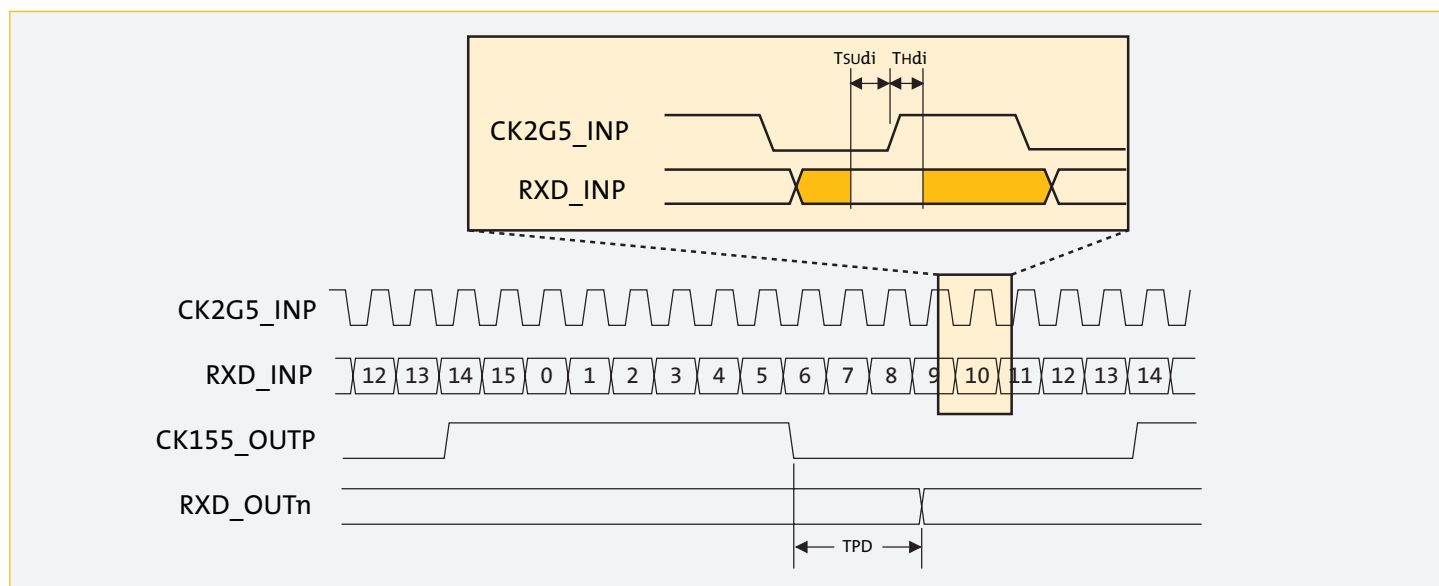 TSUdi THdi
CK2G5_INP
RXD_INP
CK2G5_INP
RXD_INP 12 13 14 15 0 1 2 3 4 5 6 7 8 9 10 11 12 13 14
CK155_OUTP
RXD_OUTn
TPD